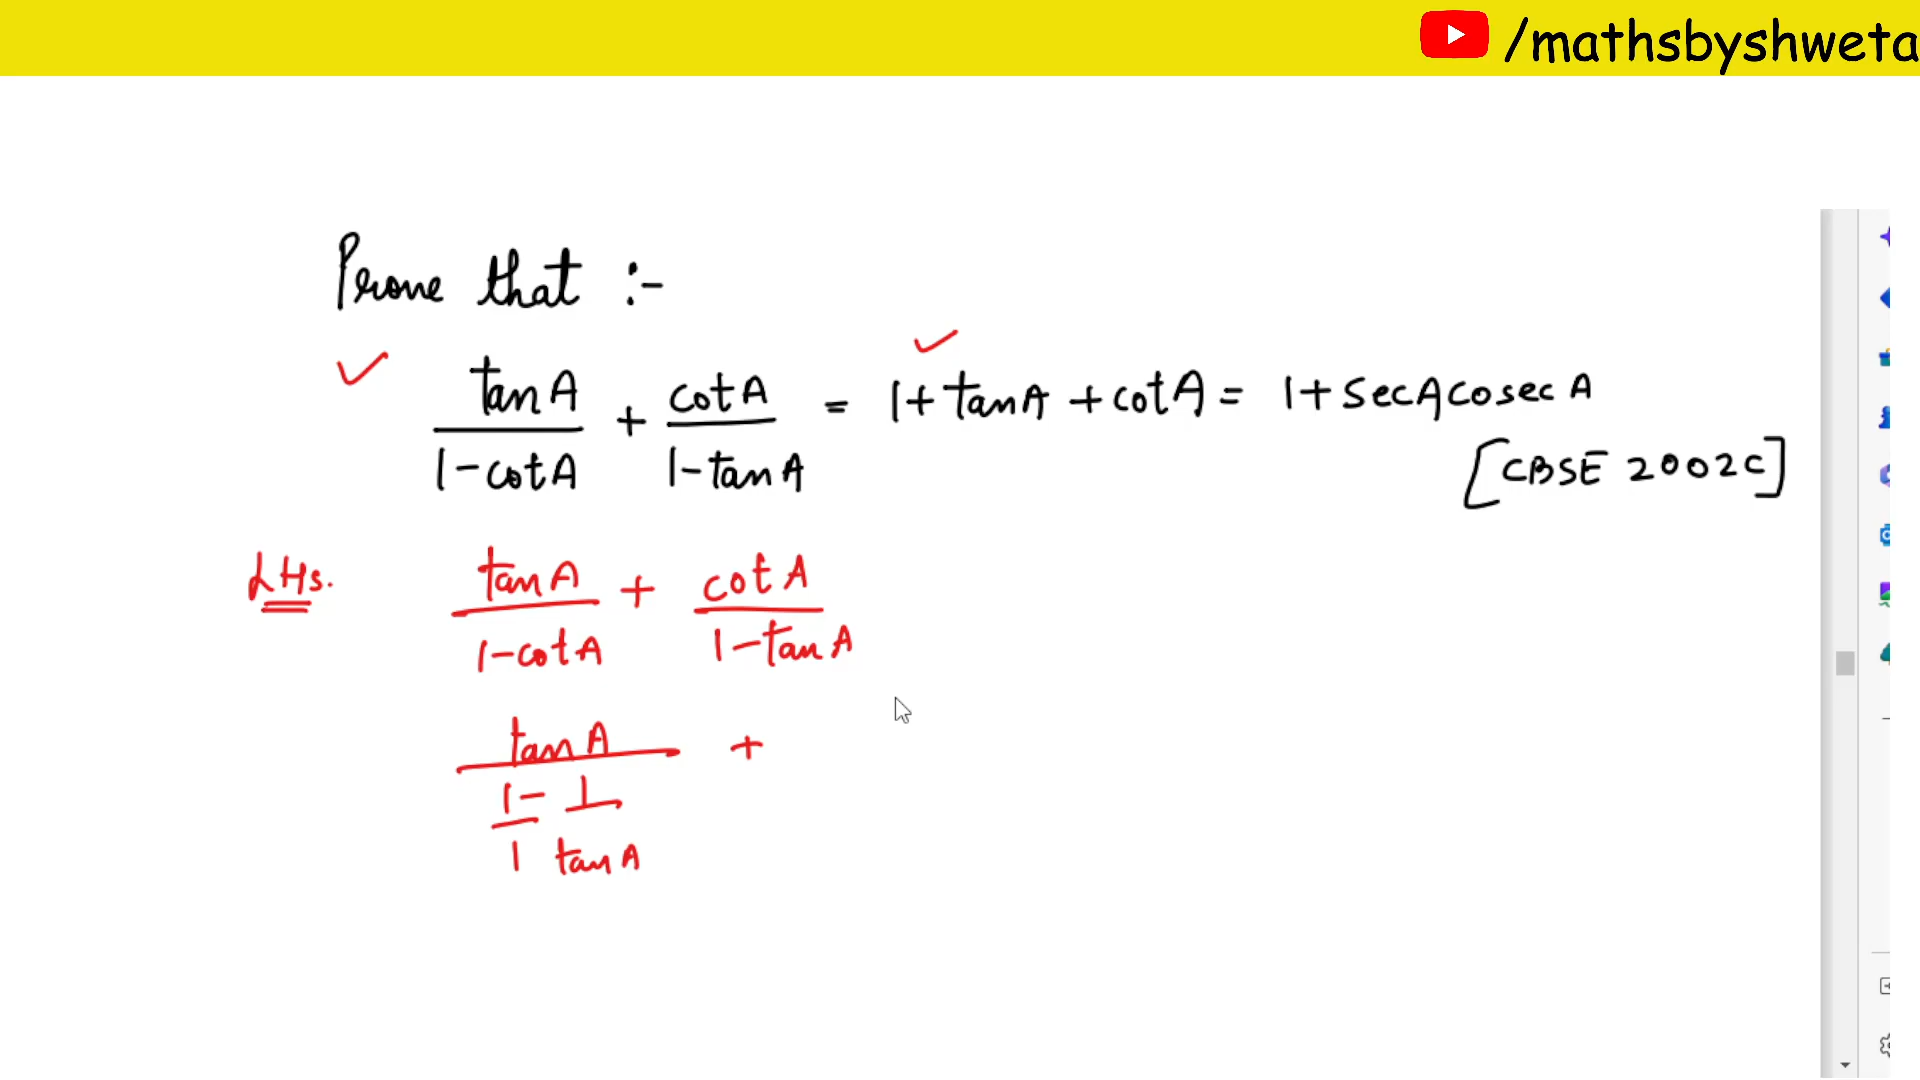 /mathsbyshweta
Prove that :-
tanA/(1-cotA) + cotA/(1-tanA) = 1+tanA+cotA = 1+secAcosecA
[CBSE 2002C]
LHS. tanA/(1-cotA) + cotA/(1-tanA)
tanA/(1/1 - 1/tanA) +